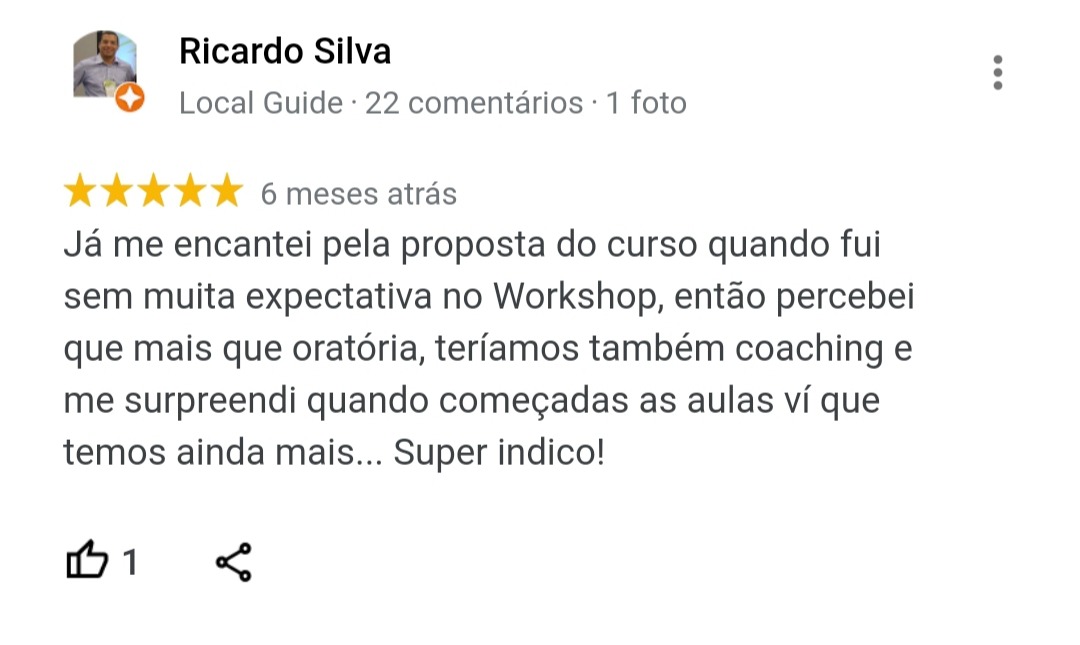 Ricardo Silva
Local Guide · 22 comentários · 1 foto
6 meses atrás
Já me encantei pela proposta do curso quando fui
sem muita expectativa no Workshop, então percebei
que mais que oratória, teríamos também coaching e
me surpreendi quando começadas as aulas ví que
temos ainda mais... Super indico!
1